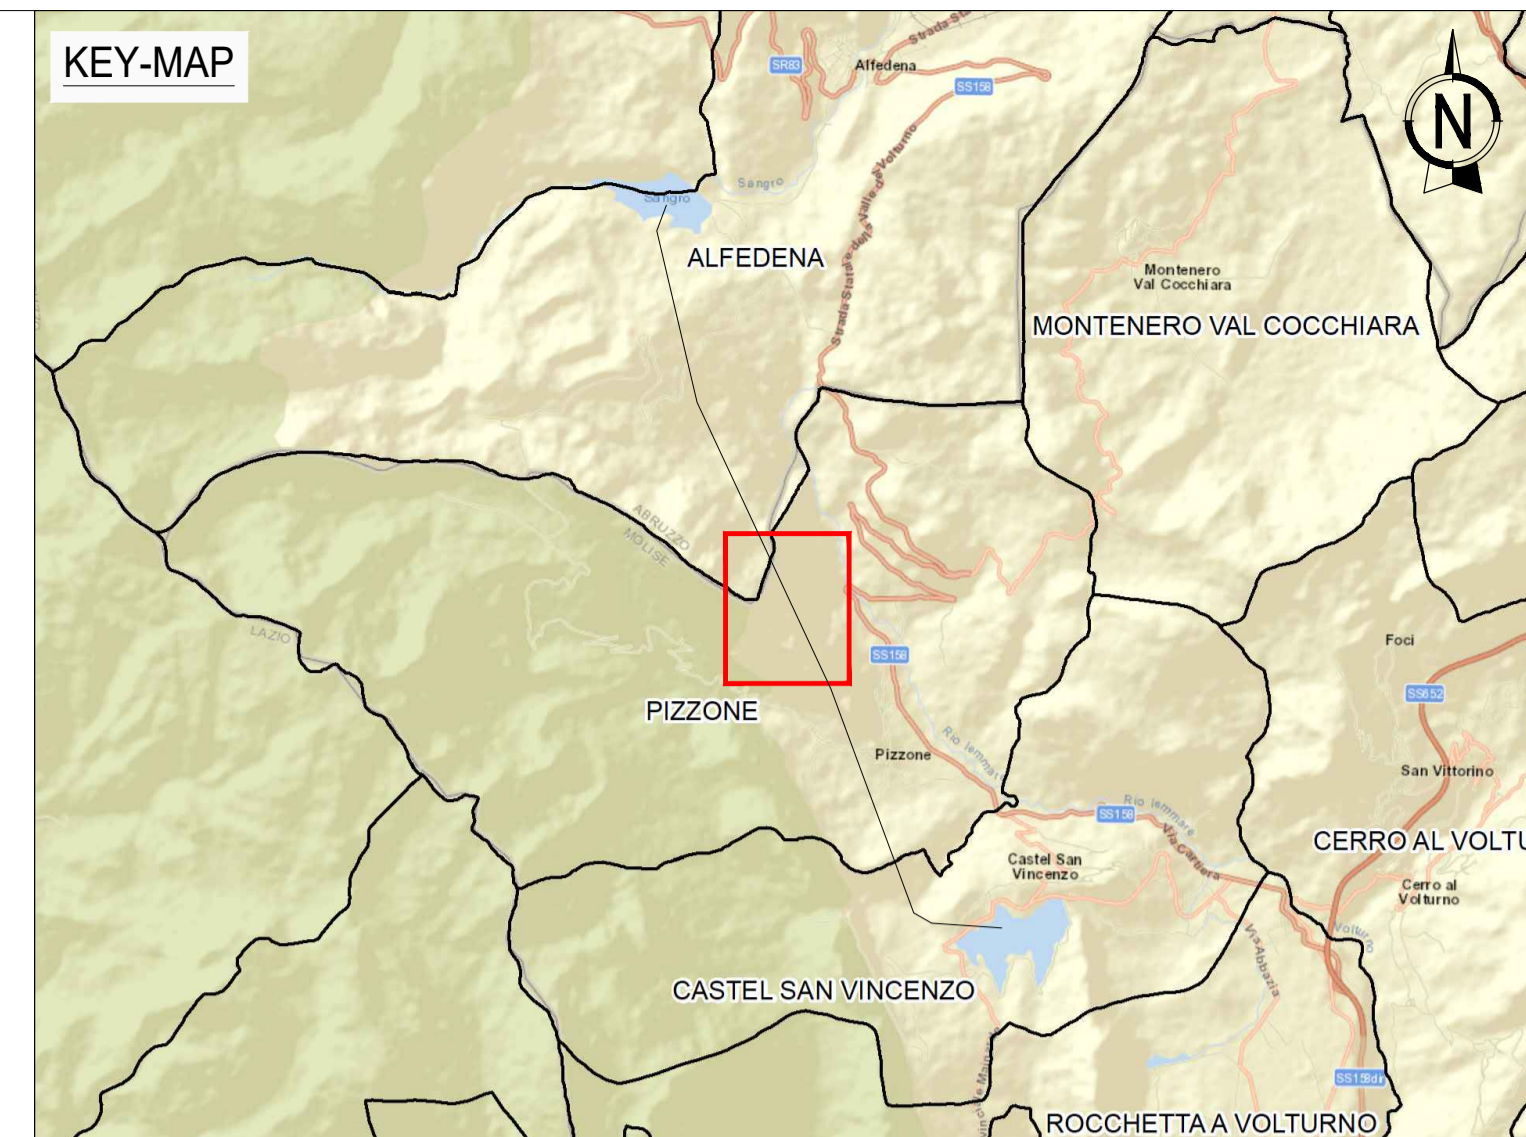 KEY-MAP
Strada Sta
SR83
Alfedena
SS158
N
Sangro
Sangro
Strada Statale della Valle del Volturno
ALFEDENA
Montenero
Val Cocchiara
MONTENERO VAL COCCHIARA
ABRUZZO
MOLISE
LAZIO
Foci
SS158
SS652
PIZZONE
Rio Iemmare
Pizzone
San Vittorino
Rio Iemmare
SS158
Via Cartiera
CERRO AL VOLTU
Castel San
Vincenzo
Cerro al
Volturno
Volturno
Via Abbazia
CASTEL SAN VINCENZO
SS158dir
ROCCHETTA A VOLTURNO